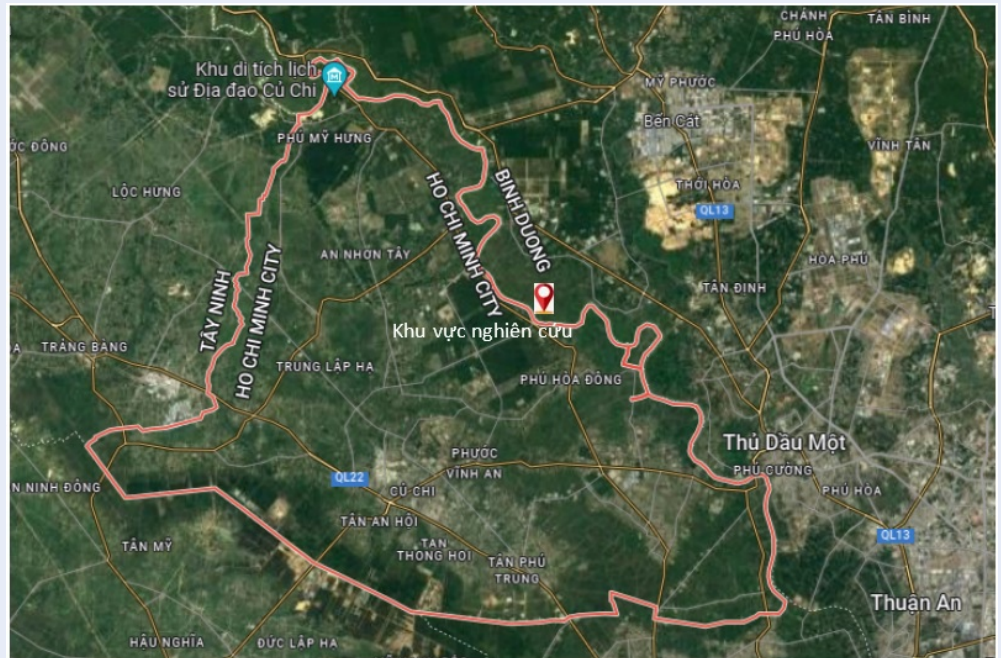 CHÁNH
PHÚ HÒA
TÂN BÌNH
Khu di tích lịch
sử Địa đạo Củ Chi
MỸ PHƯỚC
Bến Cát
PHÚ MỸ HƯNG
ỚC ĐÔNG
VĨNH TÂN
LỘC HƯNG
THỚI HÒA
QL13
BINH DUONG
HO CHI MINH CITY
AN NHƠN TÂY
HÒA PHÚ
TÂN ĐỊNH
TÂY NINH
HO CHI MINH CITY
Khu vực nghiên cứu
TRẢNG BÀNG
TRUNG LẬP HẠ
PHÚ HÒA ĐÔNG
Thủ Dầu Một
PHƯỚC
VĨNH AN
PHÚ CƯỜNG
QL22
N NINH ĐÔNG
CỦ CHI
PHÚ HÒA
TÂN AN HỘI
QL13
TÂN MỸ
TÂN
THÔNG HỘI
TÂN PHÚ
TRUNG
Thuận An
HẬU NGHĨA
ĐỨC LẬP HẠ